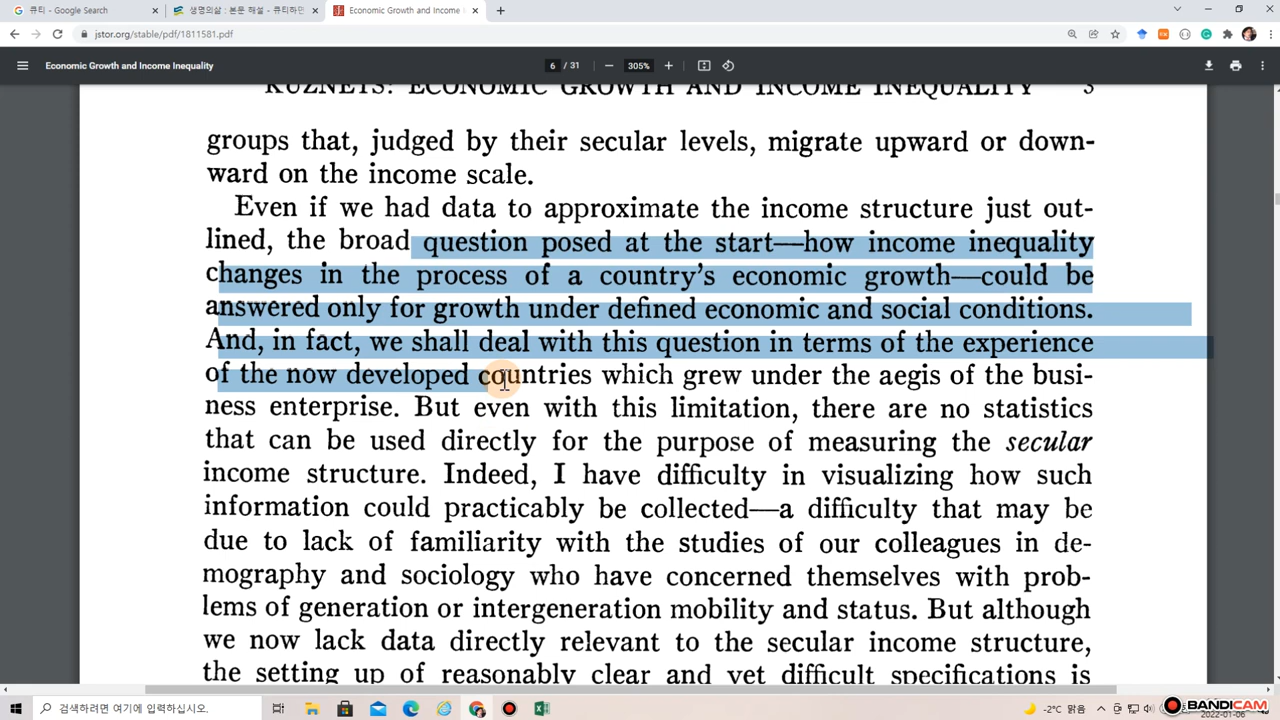 큐티 - Google Search
생명의삶 : 본문 해설 - 큐티하면
Economic Growth and Income I
jstor.org/stable/pdf/1811581.pdf
Economic Growth and Income Inequality
6 / 31
305%
KUZNETS: ECONOMIC GROWTH AND INCOME INEQUALITY 3
groups that, judged by their secular levels, migrate upward or down-
ward on the income scale.
Even if we had data to approximate the income structure just out-
lined, the broad question posed at the start—how income inequality
changes in the process of a country's economic growth—could be
answered only for growth under defined economic and social conditions.
And, in fact, we shall deal with this question in terms of the experience
of the now developed countries which grew under the aegis of the busi-
ness enterprise. But even with this limitation, there are no statistics
that can be used directly for the purpose of measuring the secular
income structure. Indeed, I have difficulty in visualizing how such
information could practicably be collected—a difficulty that may be
due to lack of familiarity with the studies of our colleagues in de-
mography and sociology who have concerned themselves with prob-
lems of generation or intergeneration mobility and status. But although
we now lack data directly relevant to the secular income structure,
the setting up of reasonably clear and yet difficult specifications is
검색하려면 여기에 입력하십시오.
-2°C 맑음
BANDICAM
2022-01-06